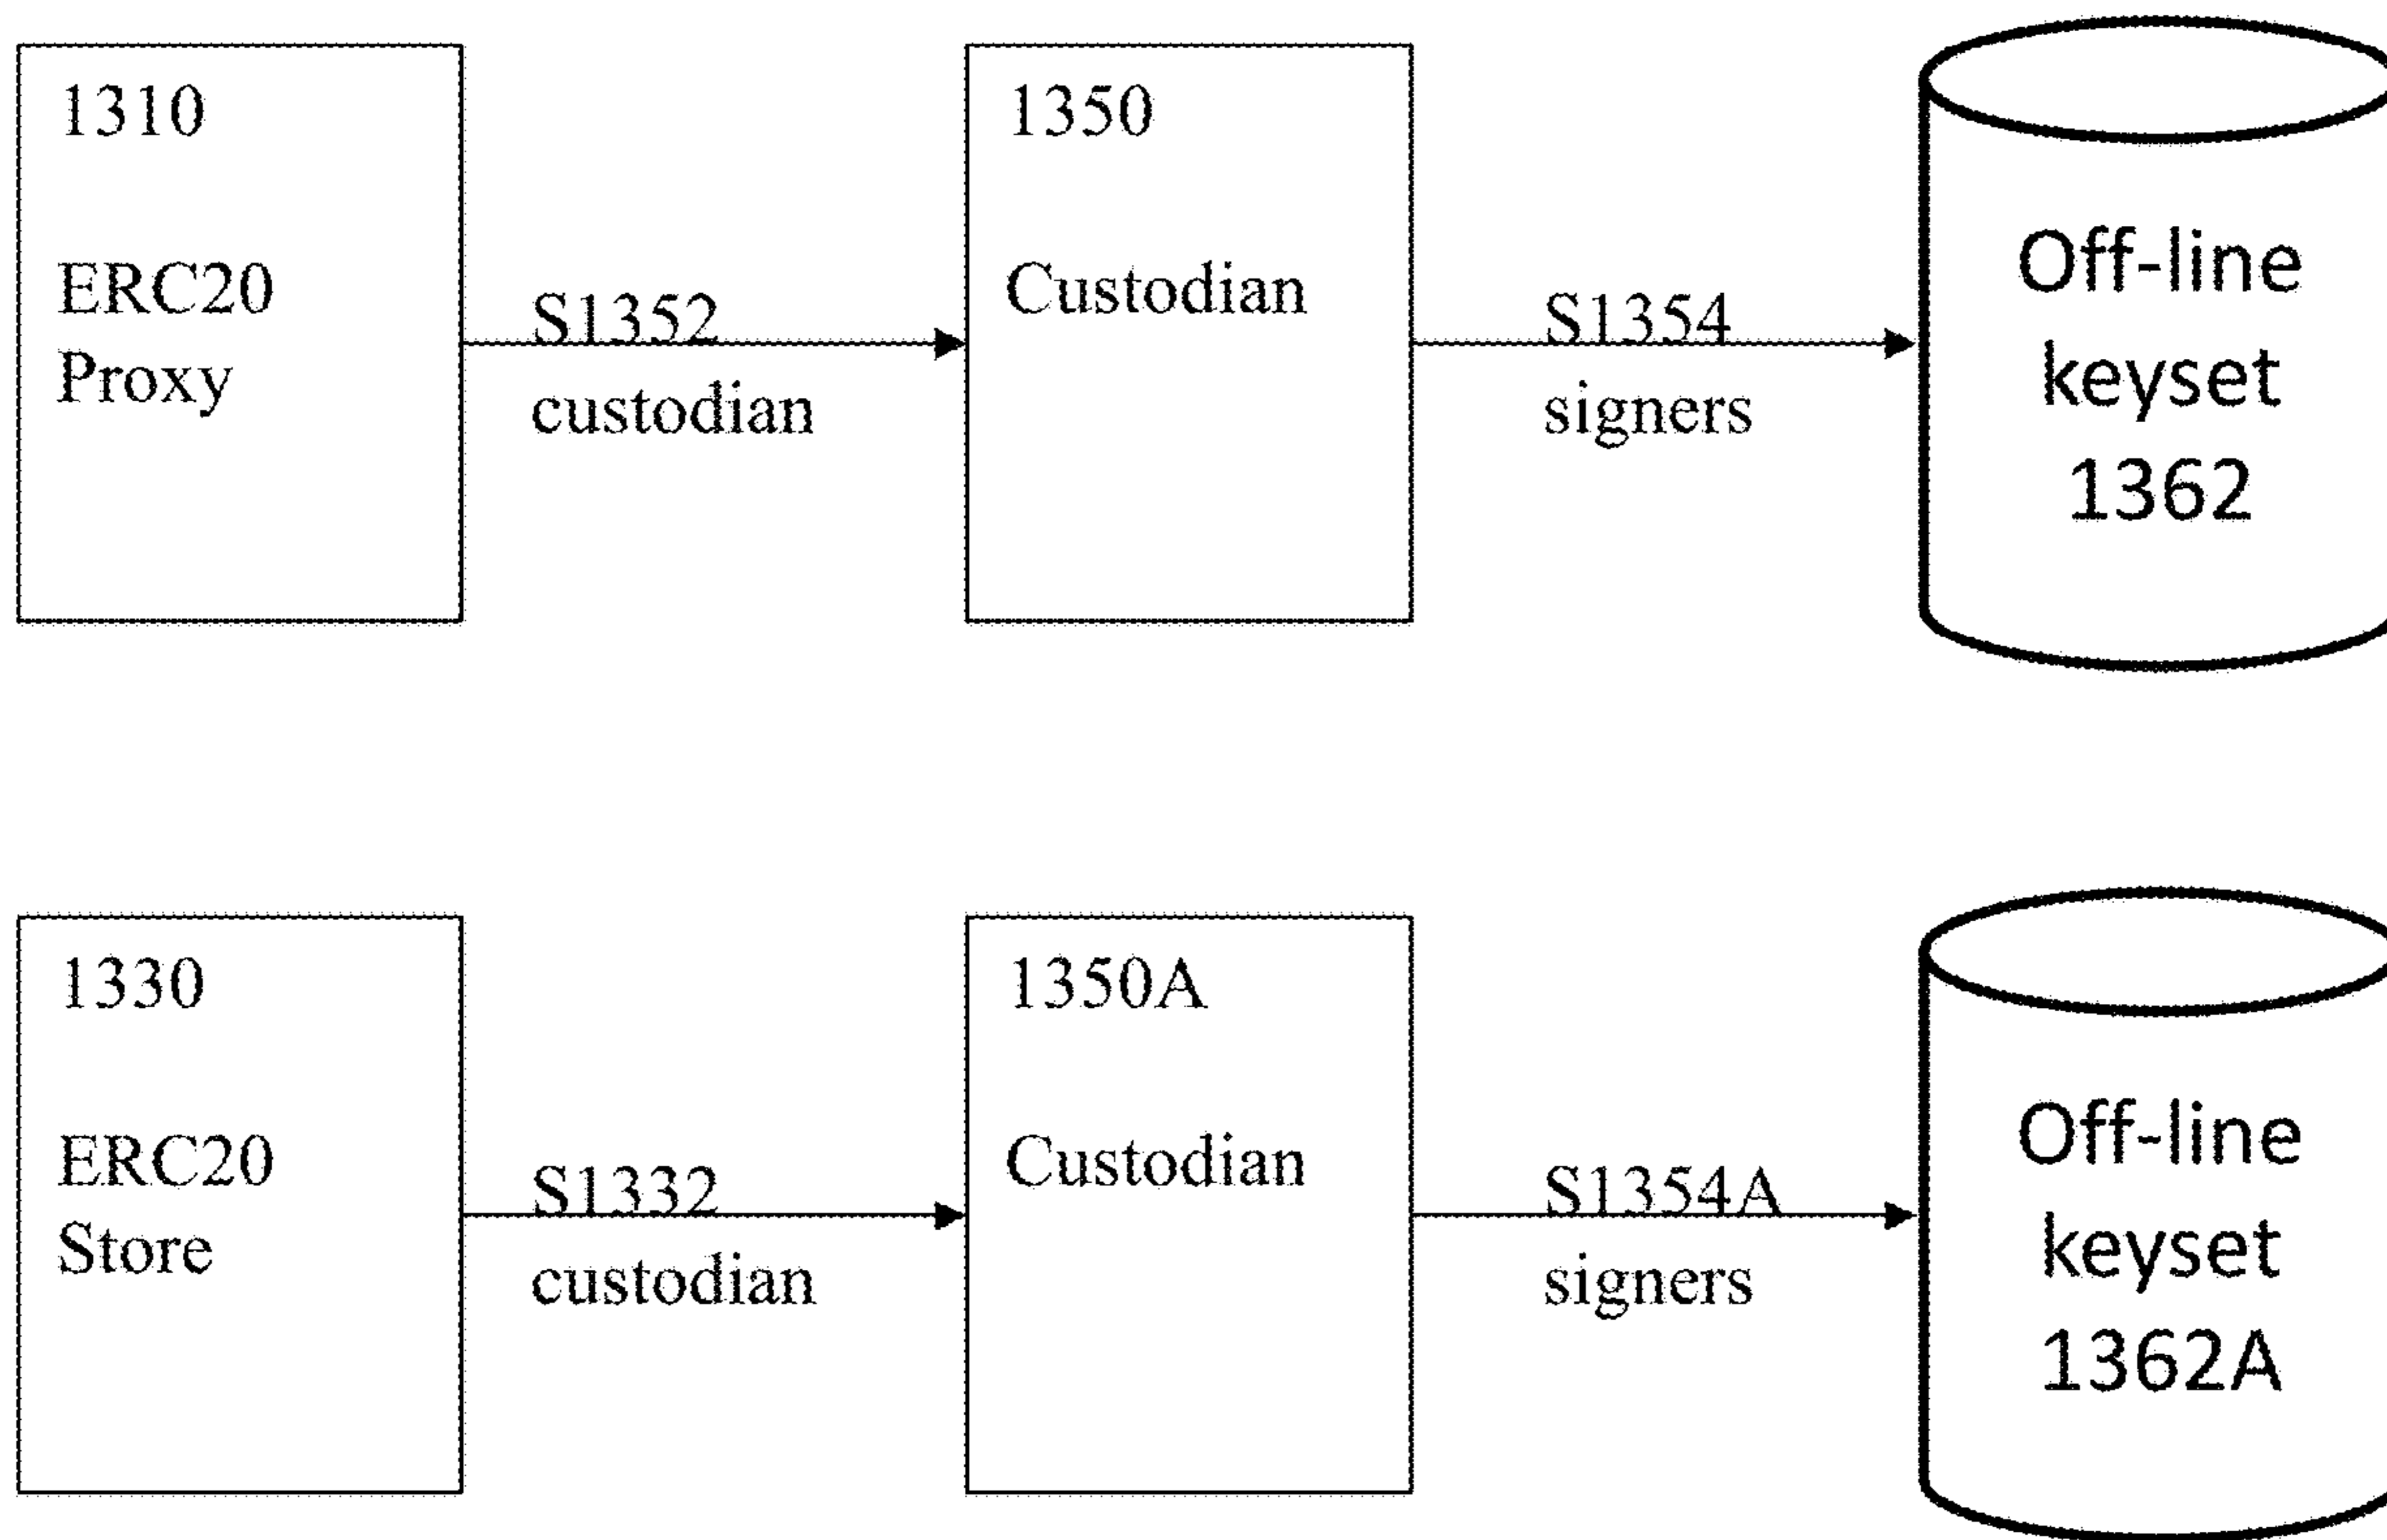 1310
ERC20
Proxy
S1352
custodian
1350
Custodian
S1354
signers
Off-line
keyset
1362
1330
ERC20
Store
S1332
custodian
1350A
Custodian
S1354A
signers
Off-line
keyset
1362A